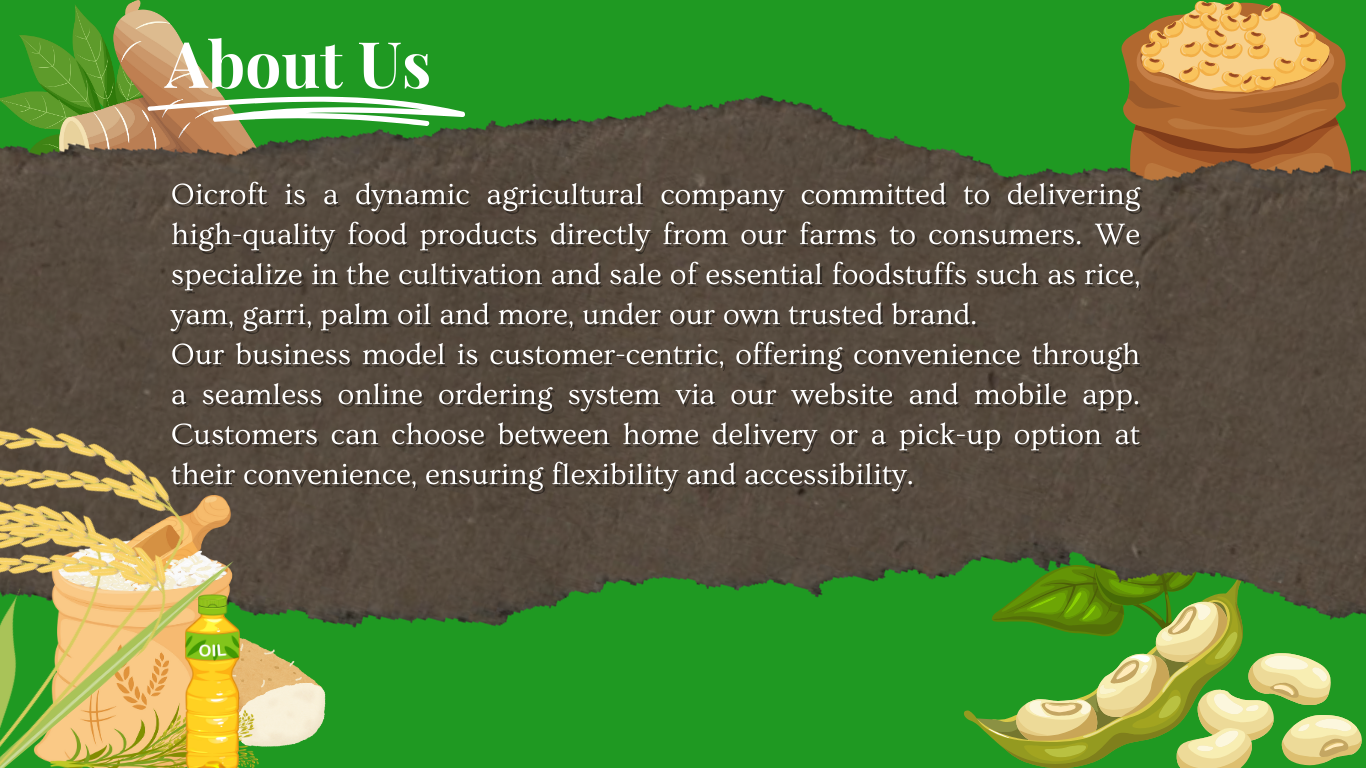 About Us
Oicroft is a dynamic agricultural company committed to delivering
high-quality food products directly from our farms to consumers. We
specialize in the cultivation and sale of essential foodstuffs such as rice,
yam, garri, palm oil and more, under our own trusted brand.
Our business model is customer-centric, offering convenience through
a seamless online ordering system via our website and mobile app.
Customers can choose between home delivery or a pick-up option at
their convenience, ensuring flexibility and accessibility.
OIL